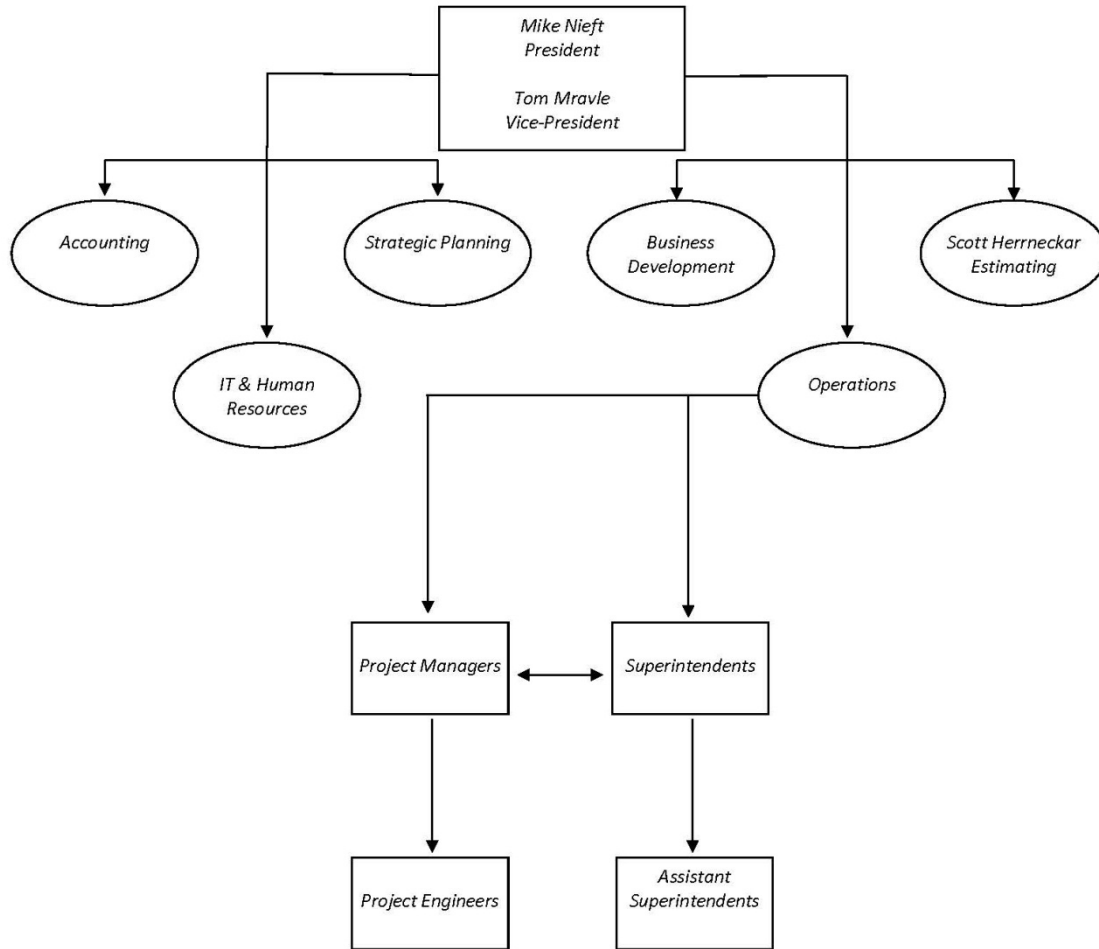 Mike Nieft
President
Tom Mravle
Vice-President
Accounting
Strategic Planning
Business
Development
Scott Herrneckar
Estimating
IT & Human
Resources
Operations
Project Managers
Superintendents
Project Engineers
Assistant
Superintendents